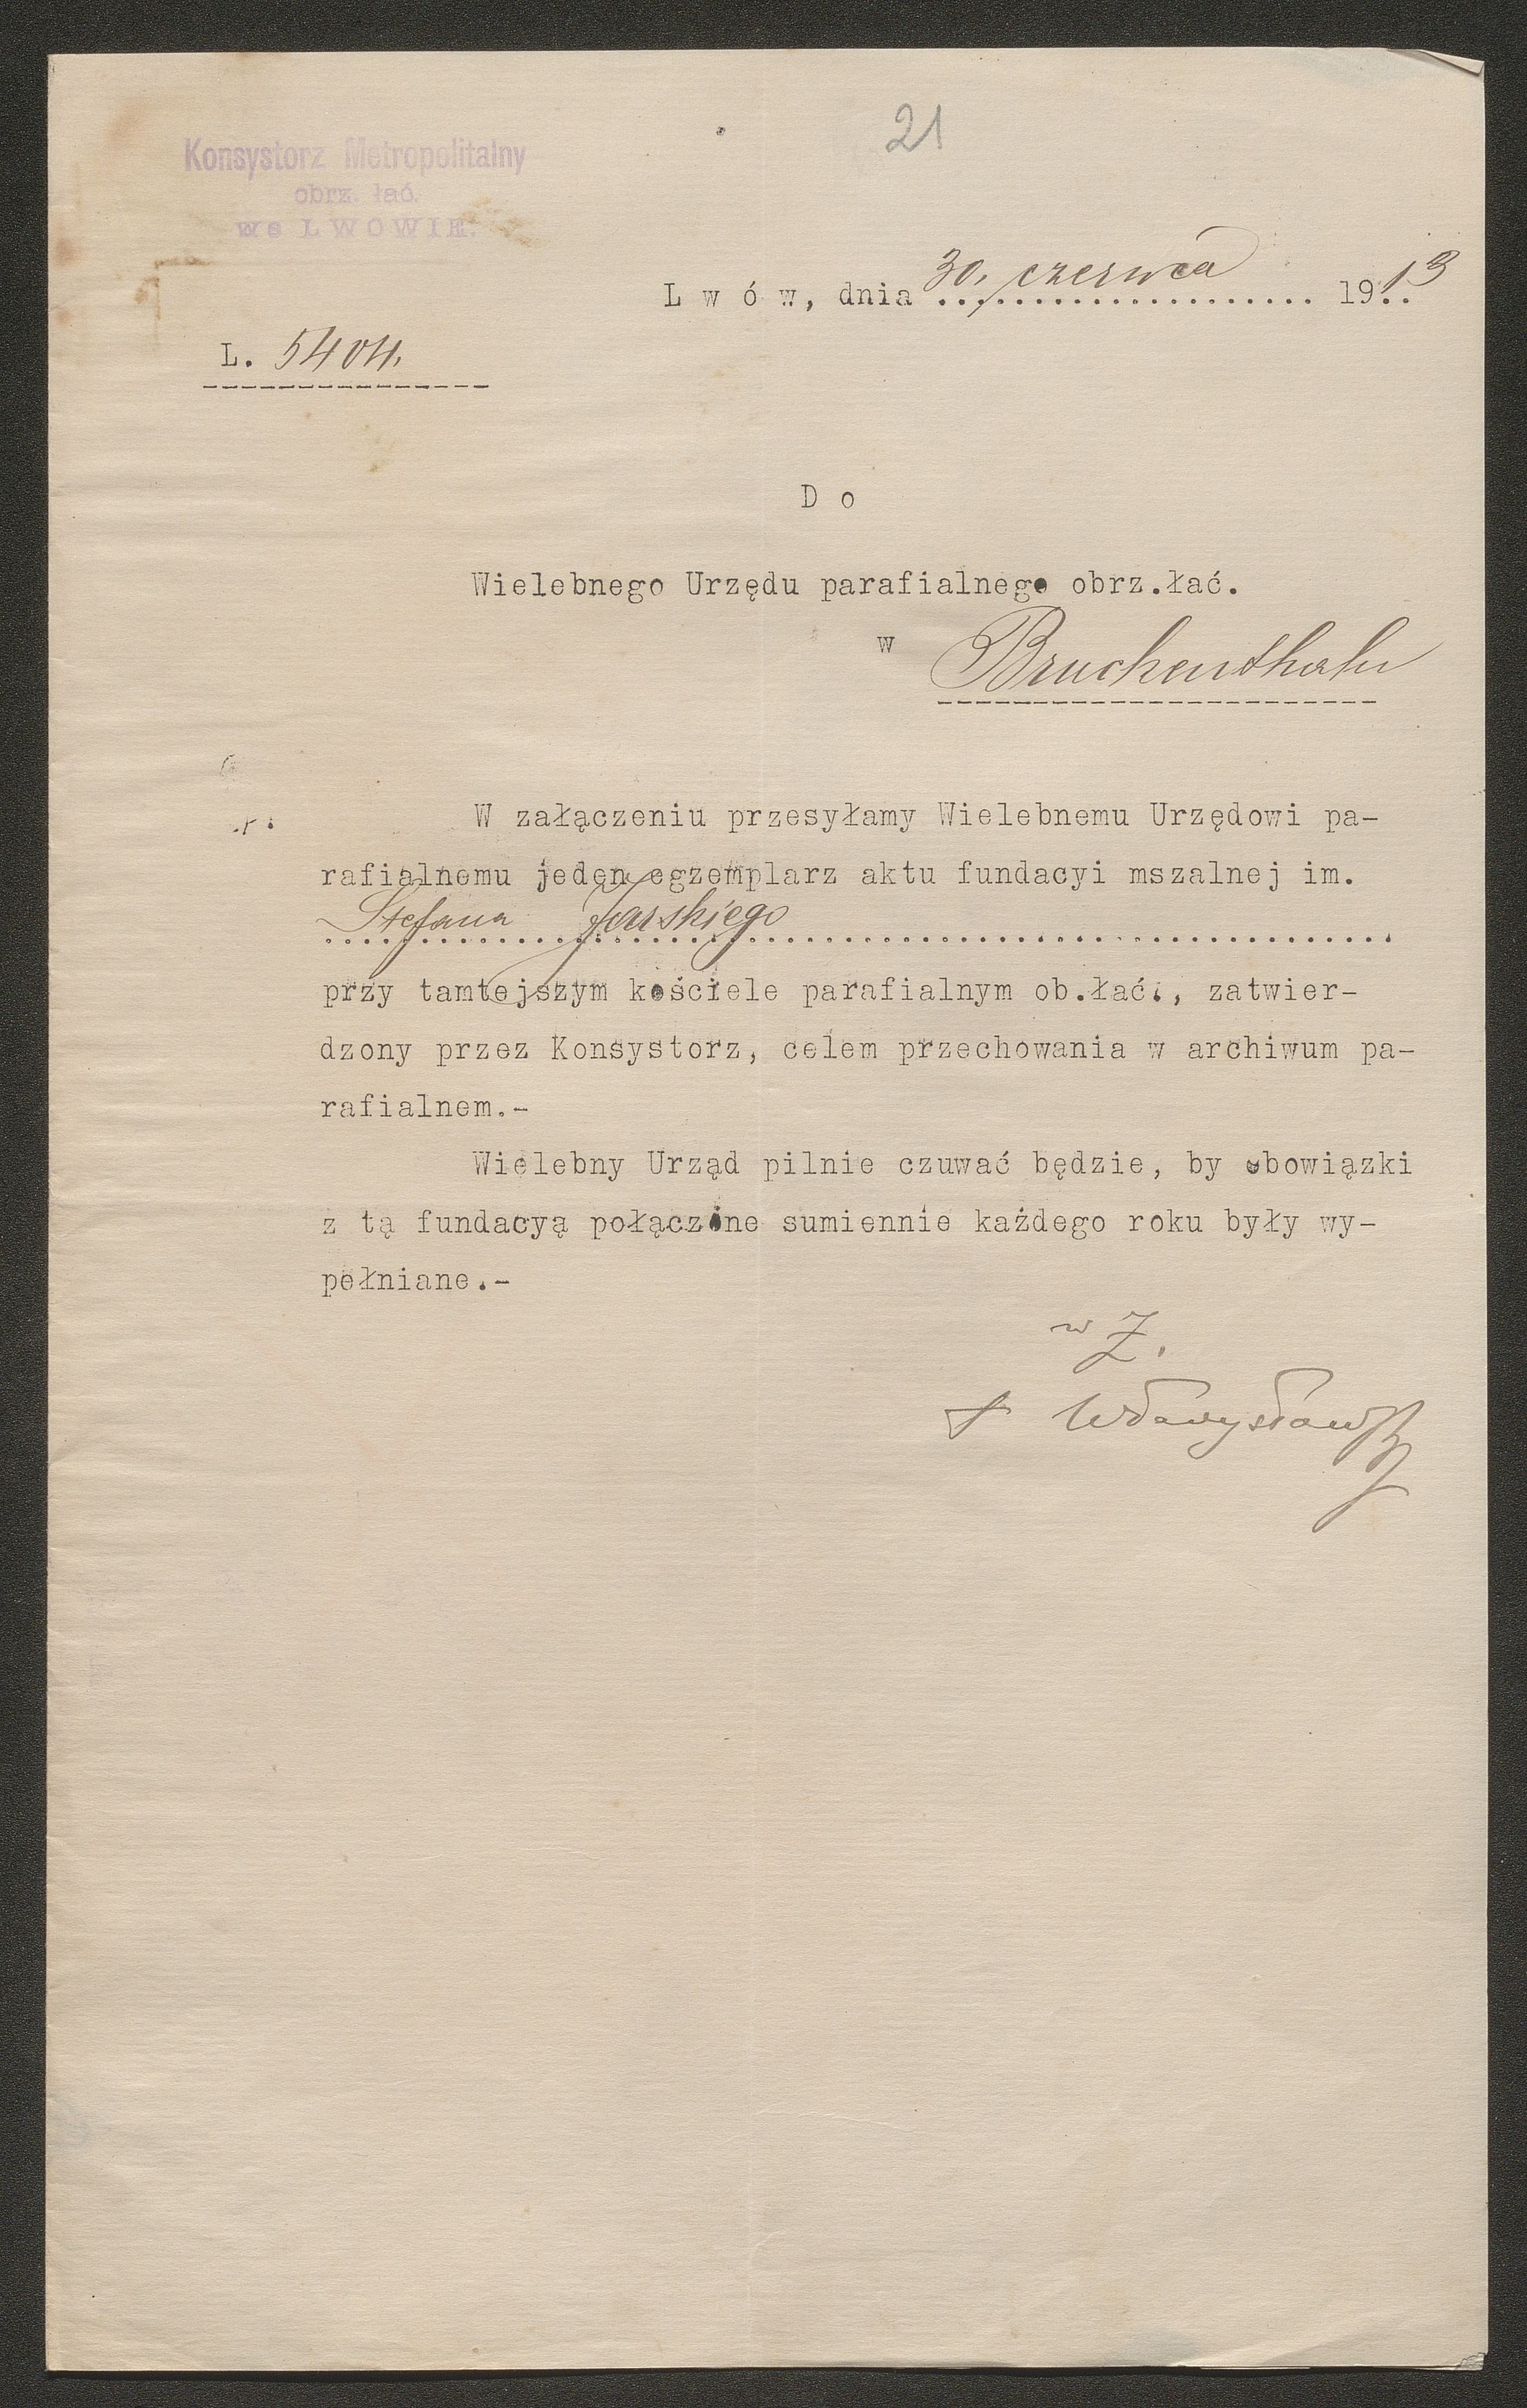 21
Konsystorz Metropolitalny
obrz. łać.
we LWOWIE.
Lwów, dnia 30. czerwca 1913
L. 5404.
Do
Wielebnego Urzędu parafialnego obrz.łać.
w Bruckenthalu
W załączeniu przesyłamy Wielebnemu Urzędowi pa-
rafialnemu jeden egzemplarz aktu fundacyi mszalnej im.
Stefana
przy tamtejszym kościele parafialnym ob.łać., zatwier-
dzony przez Konsystorz, celem przechowania w archiwum pa-
rafialnem.-
Wielebny Urząd pilnie czuwać będzie, by obowiązki
z tą fundacyą połączone sumiennie każdego roku były wy-
pełniane.-
w Z.